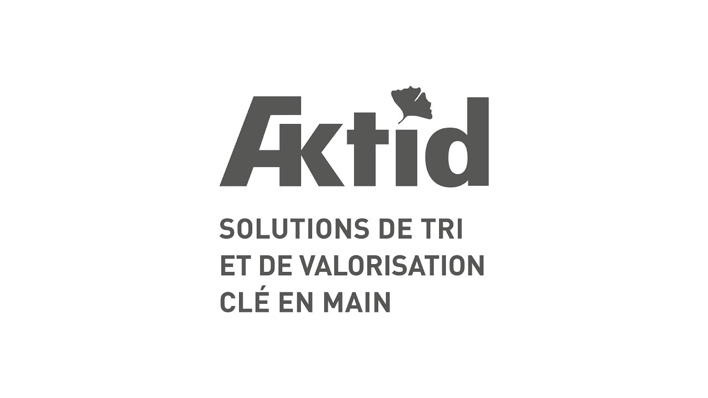 Aktid
SOLUTIONS DE TRI
ET DE VALORISATION
CLÉ EN MAIN